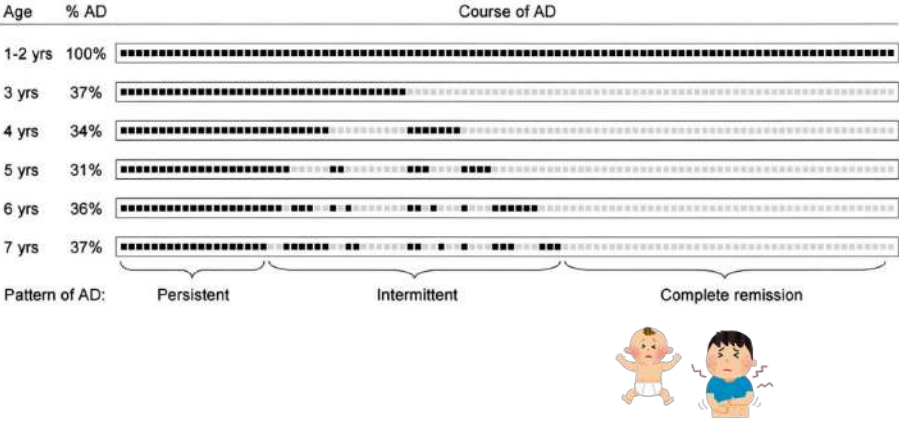 Age % AD Course of AD
1-2 yrs 100%
3 yrs 37%
4 yrs 34%
5 yrs 31%
6 yrs 36%
7 yrs 37%
Pattern of AD: Persistent Intermittent Complete remission